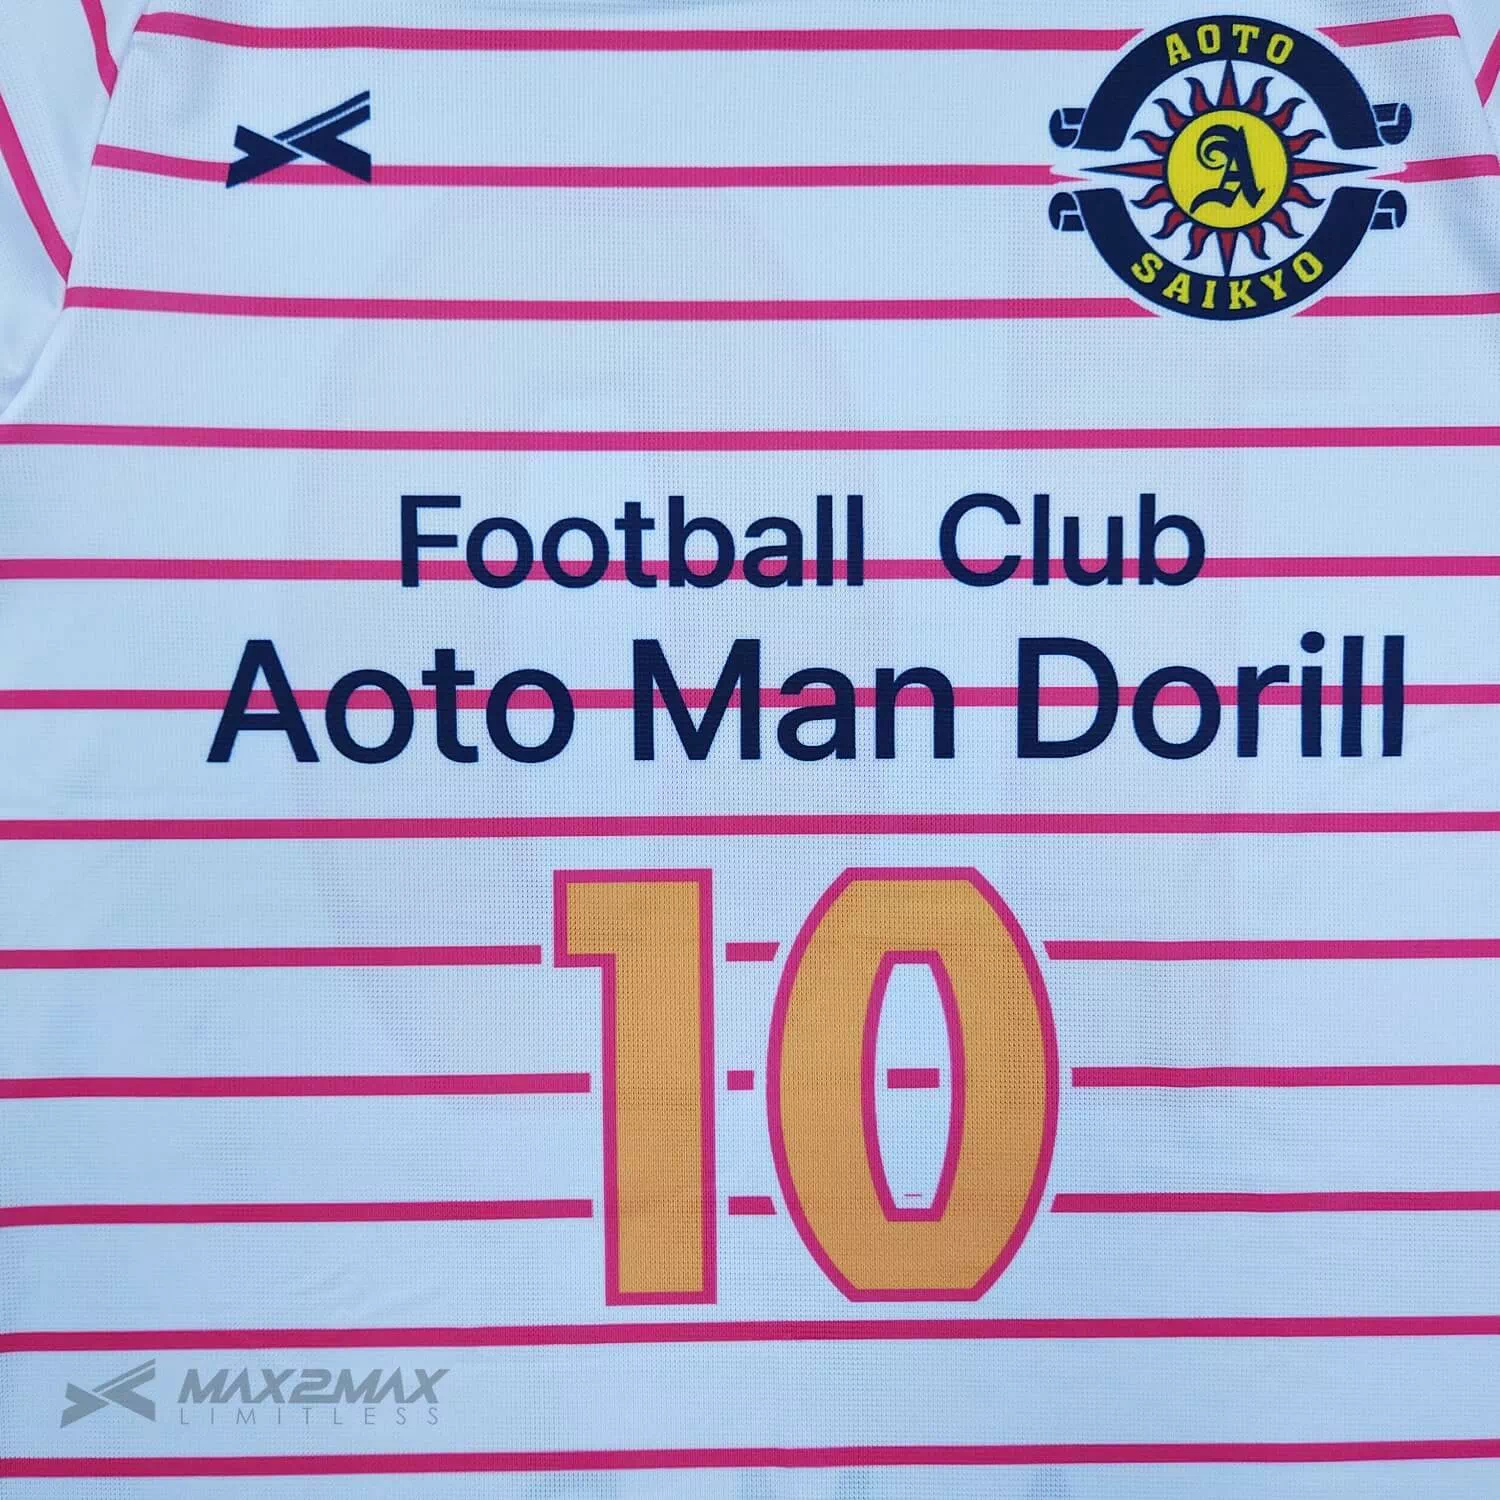 AOTO
A
SAIKYO
Football Club
Aoto Man Dorill
10
MAX2MAX
LIMITLESS